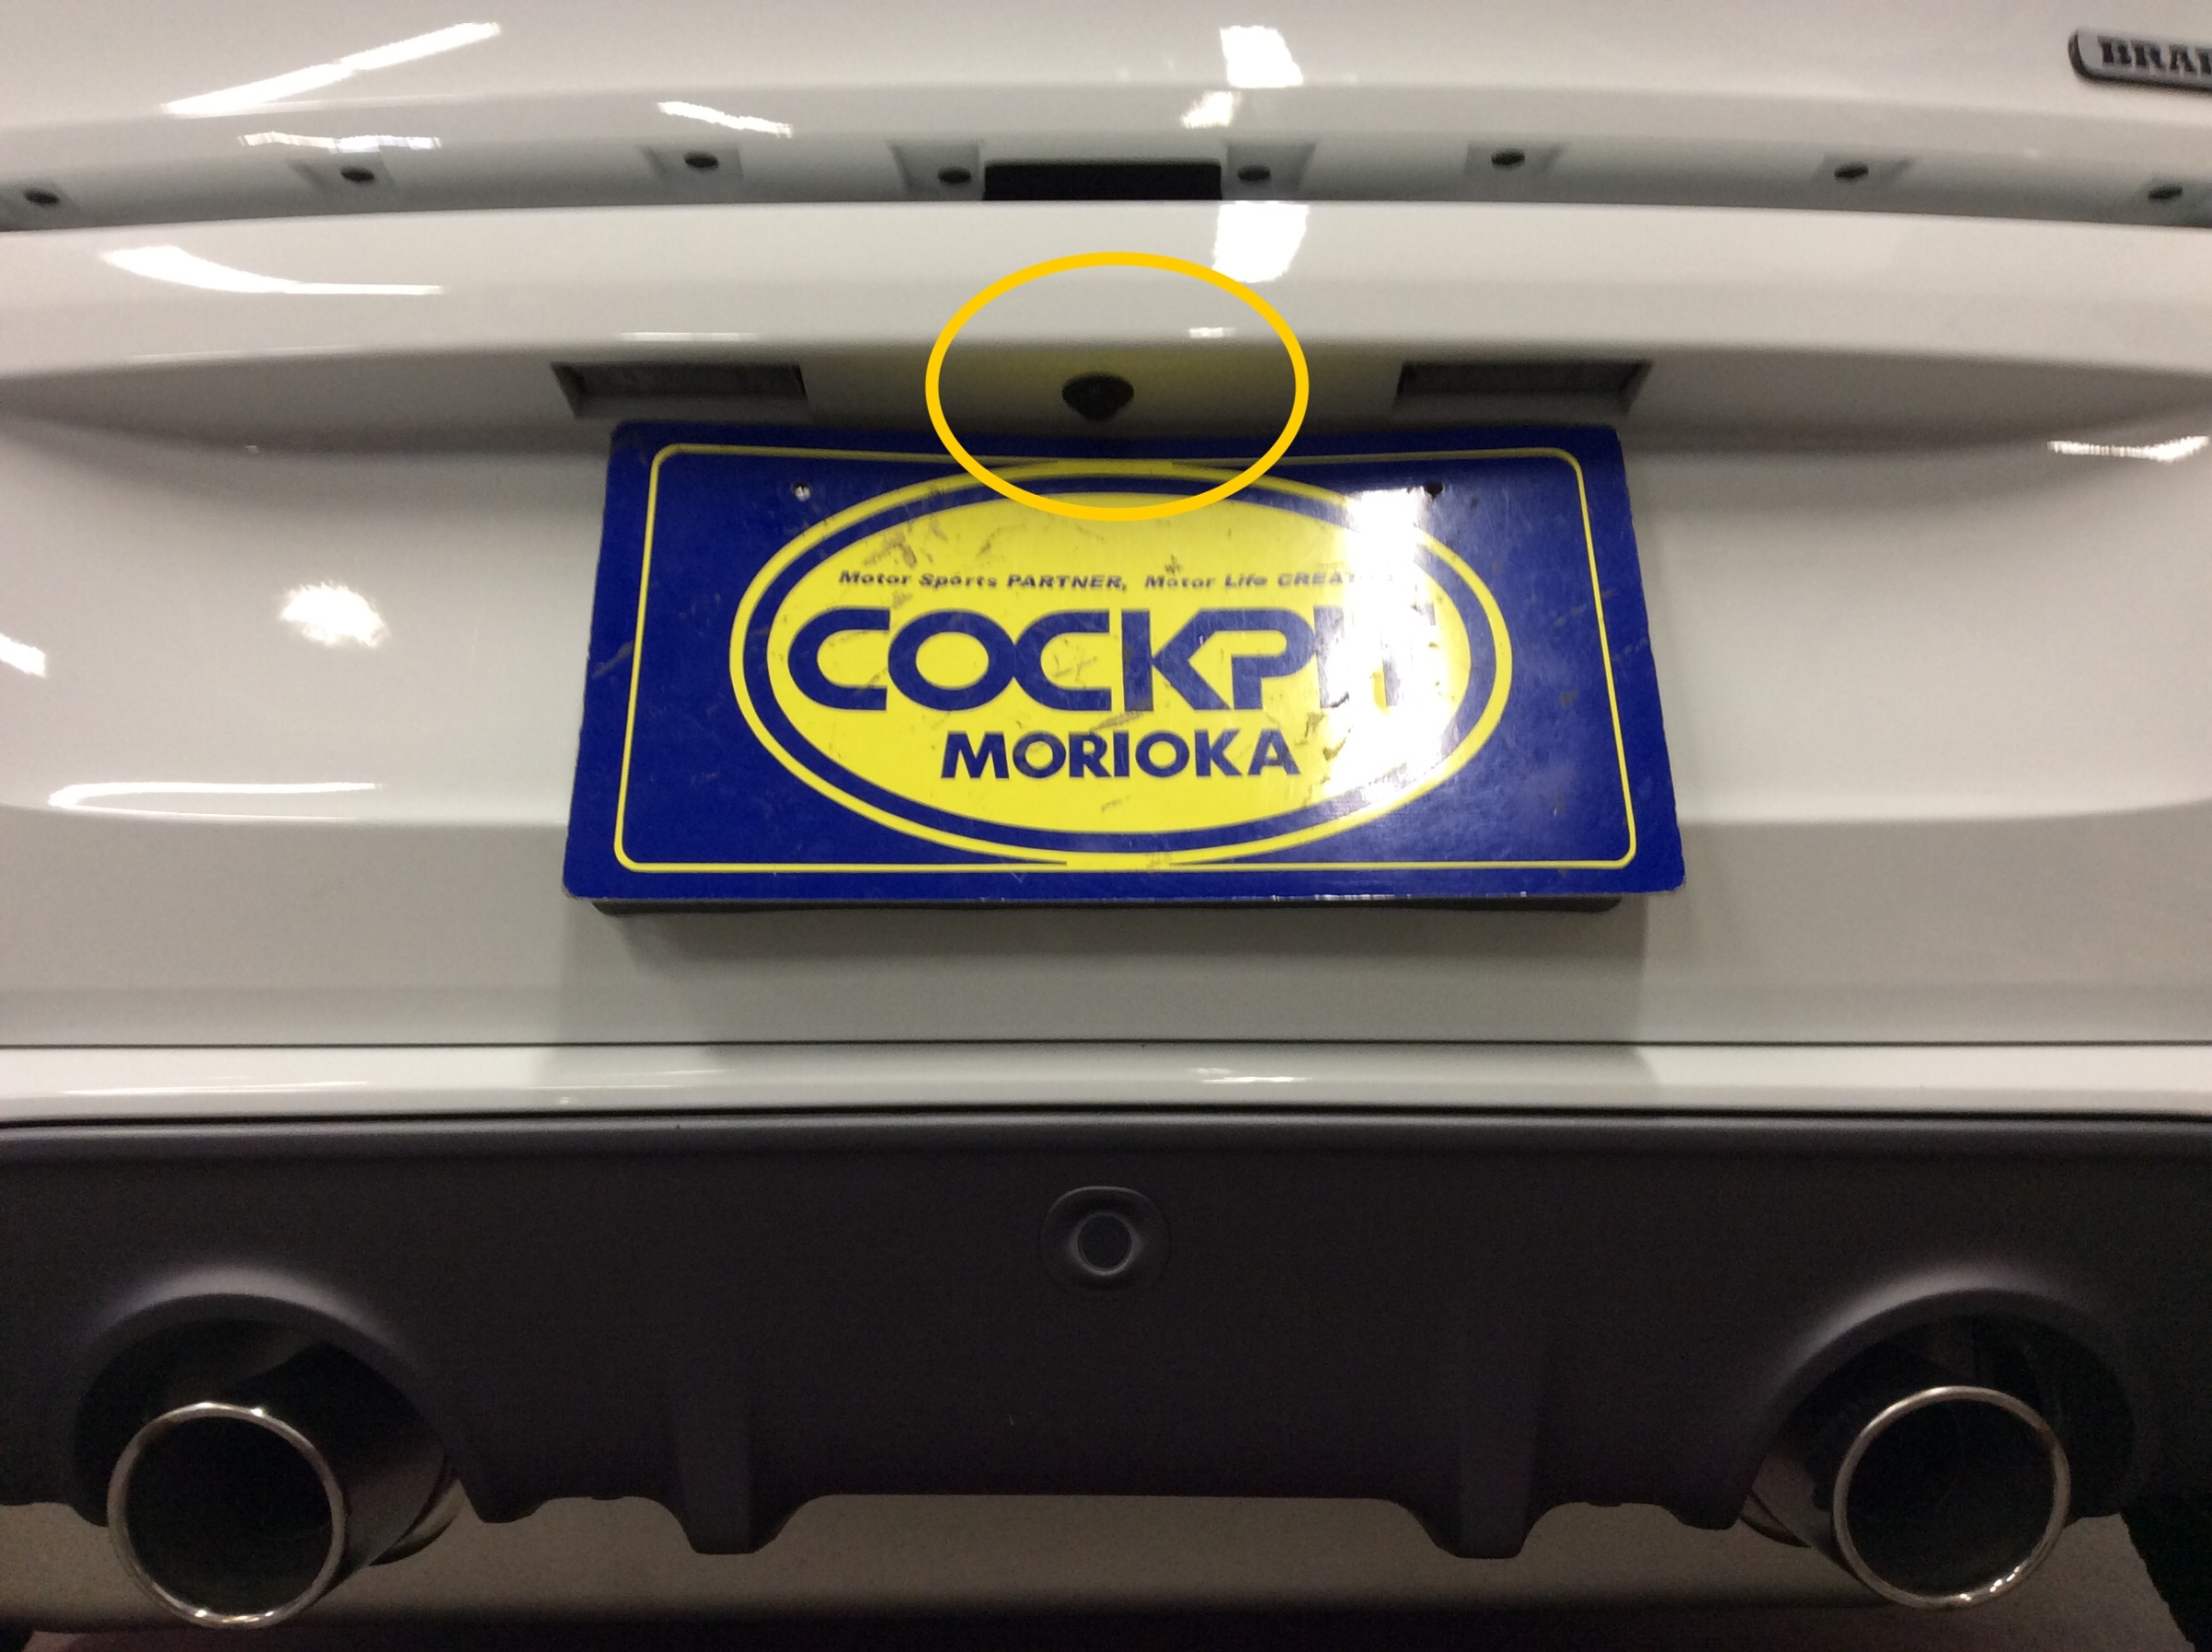 Motor Sports PARTNER, Motor Life
COCKPIT
MORIOKA